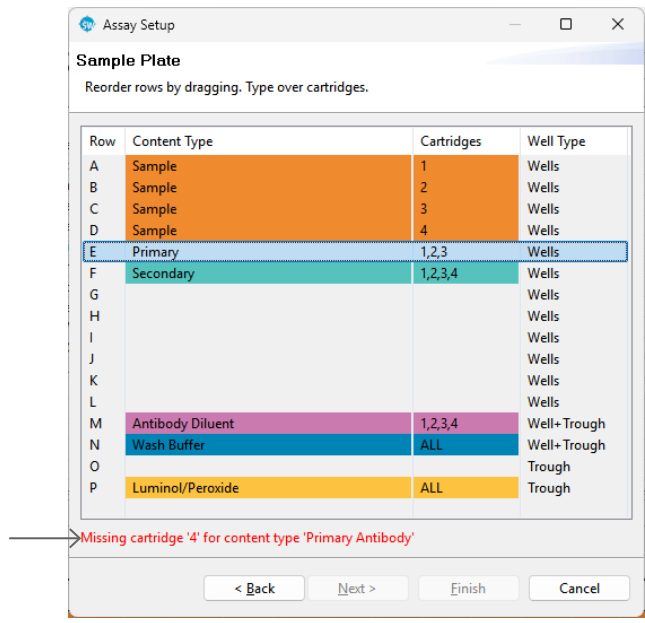 SW Assay Setup
Sample Plate
Reorder rows by dragging. Type over cartridges.
Row Content Type Cartridges Well Type
A Sample 1 Wells
B Sample 2 Wells
C Sample 3 Wells
D Sample 4 Wells
E Primary 1,2,3 Wells
F Secondary 1,2,3,4 Wells
G Wells
H Wells
I Wells
J Wells
K Wells
L Wells
M Antibody Diluent 1,2,3,4 Well+Trough
N Wash Buffer ALL Well+Trough
O Trough
P Luminol/Peroxide ALL Trough
Missing cartridge '4' for content type 'Primary Antibody'
< Back Next > Finish Cancel